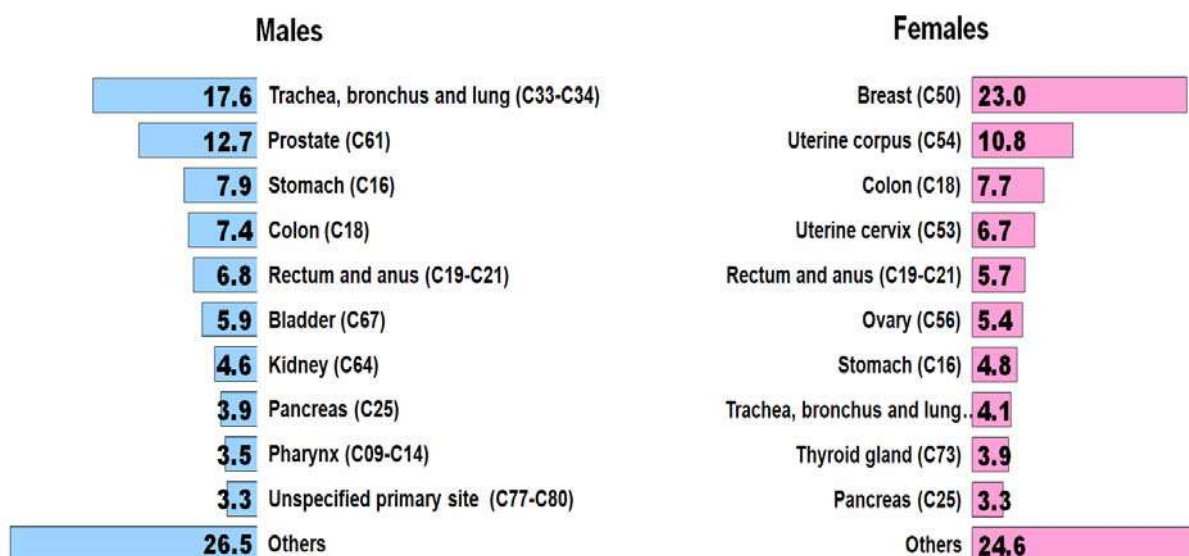 Males
Females
17.6 Trachea, bronchus and lung (C33-C34)
12.7 Prostate (C61)
7.9 Stomach (C16)
7.4 Colon (C18)
6.8 Rectum and anus (C19-C21)
5.9 Bladder (C67)
4.6 Kidney (C64)
3.9 Pancreas (C25)
3.5 Pharynx (C09-C14)
3.3 Unspecified primary site (C77-C80)
26.5 Others
Breast (C50) 23.0
Uterine corpus (C54) 10.8
Colon (C18) 7.7
Uterine cervix (C53) 6.7
Rectum and anus (C19-C21) 5.7
Ovary (C56) 5.4
Stomach (C16) 4.8
Trachea, bronchus and lung.. 4.1
Thyroid gland (C73) 3.9
Pancreas (C25) 3.3
Others 24.6